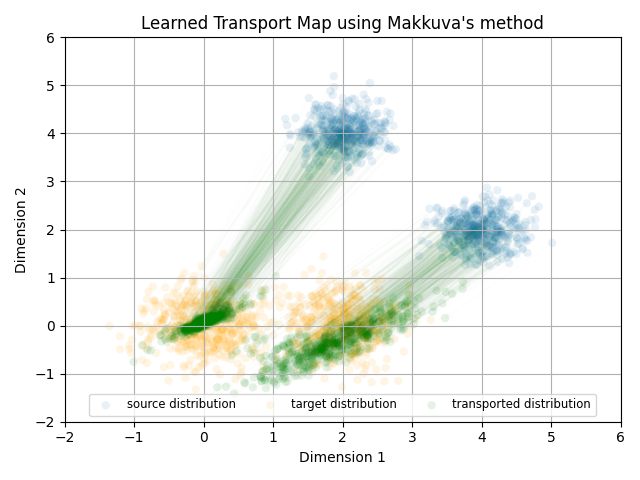 Learned Transport Map using Makkuva's method
6
5
4
3
2
1
0
−1
−2
Dimension 2
source distribution target distribution transported distribution
−2 −1 0 1 2 3 4 5 6
Dimension 1